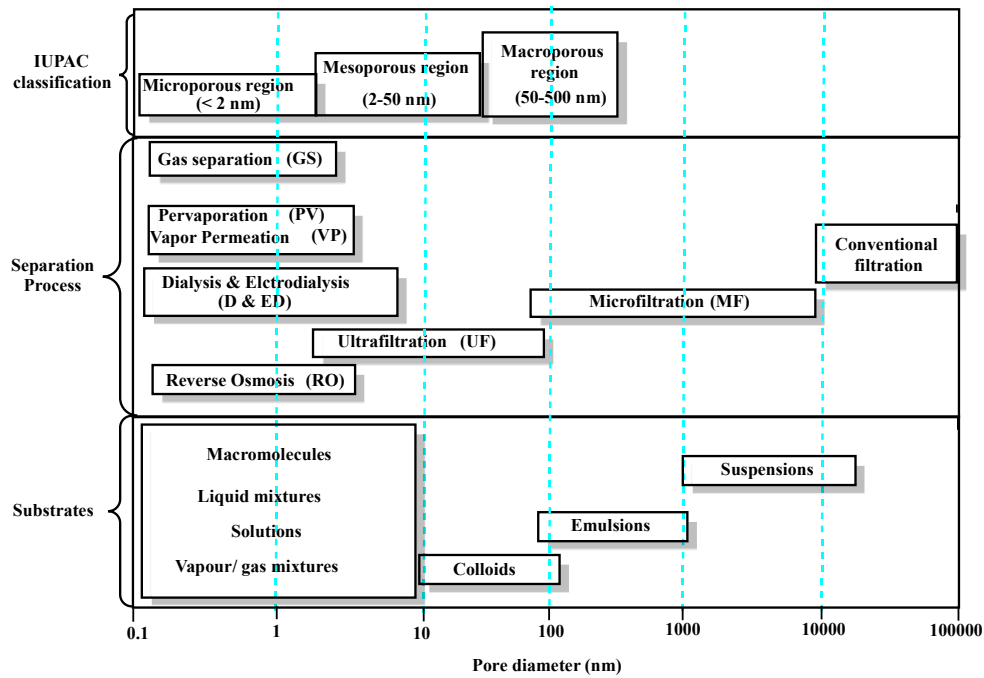 IUPAC
classification
Microporous region
(< 2 nm)
Mesoporous region
(2-50 nm)
Macroporous
region
(50-500 nm)
Separation
Process
Gas separation (GS)
Pervaporation (PV)
Vapor Permeation (VP)
Dialysis & Elctrodialysis
(D & ED)
Ultrafiltration (UF)
Reverse Osmosis (RO)
Microfiltration (MF)
Conventional
filtration
Substrates
Macromolecules
Liquid mixtures
Solutions
Vapour/ gas mixtures
Colloids
Emulsions
Suspensions
0.1 1 10 100 1000 10000 100000
Pore diameter (nm)